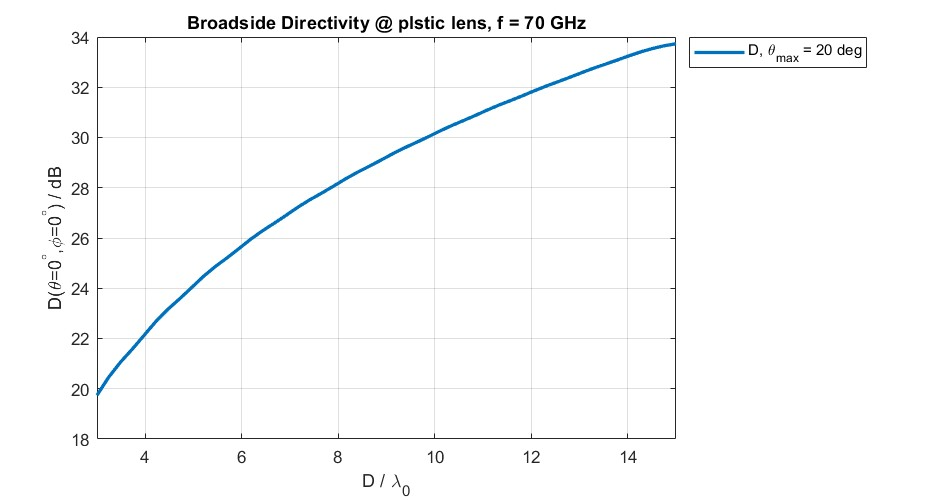 Broadside Directivity @ plstic lens, f = 70 GHz
D, θmax = 20 deg
D(θ=0°,ϕ=0°) / dB
34
32
30
28
26
24
22
20
18
4 6 8 10 12 14
D / λ0